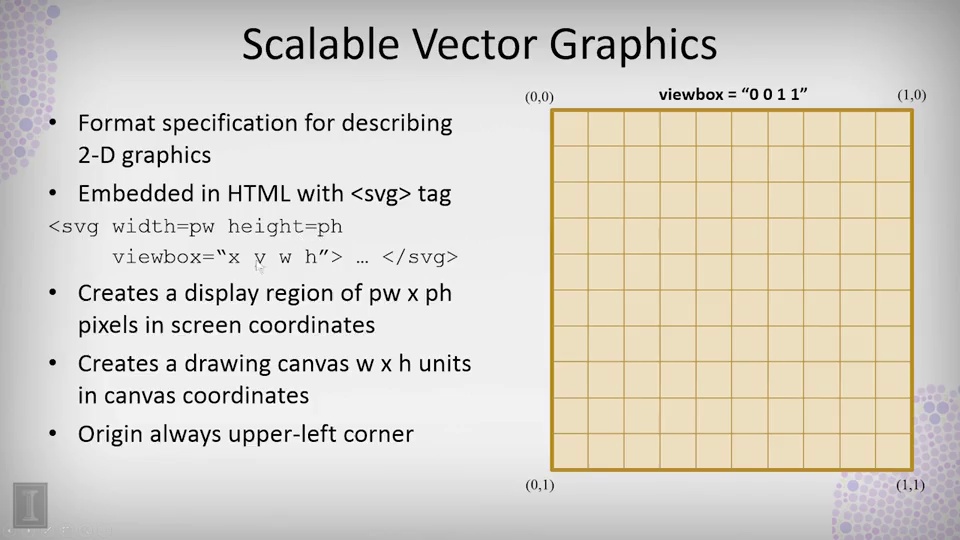 Scalable Vector Graphics
• Format specification for describing
2-D graphics
• Embedded in HTML with <svg> tag
<svg width=pw height=ph
viewbox=“x y w h”> … </svg>
• Creates a display region of pw x ph
pixels in screen coordinates
• Creates a drawing canvas w x h units
in canvas coordinates
• Origin always upper-left corner
viewbox = “0 0 1 1”
(0,0)
(1,0)
(0,1)
(1,1)
I